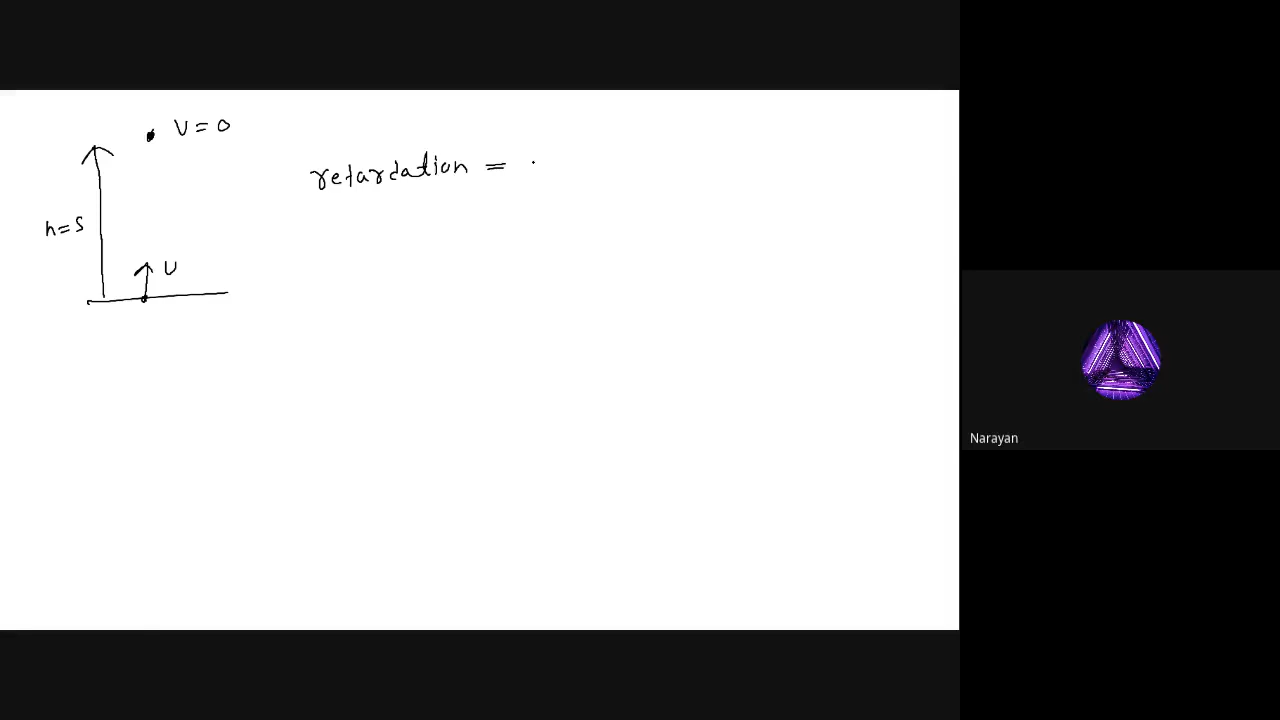 V = 0
retardation =
h = S
U
Narayan